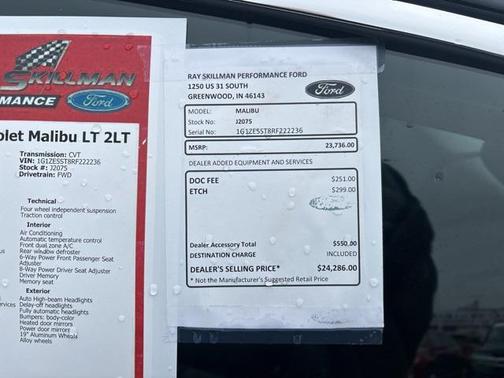 SKILLMAN
RMANCE
Ford
olet Malibu LT 2LT
Transmission: CVT
VIN: 1G1ZE5ST8RF222236
Stock #: J2075
Drivetrain: FWD
Technical
Four wheel independent suspension
Traction control
Interior
Air Conditioning
Automatic temperature control
Front dual zone A/C
Rear window defroster
6-Way Power Front Passenger Seat
Adjuster
8-Way Power Driver Seat Adjuster
Driver Memory
Memory seat
Exterior
Auto High-beam Headlights
Delay-off headlights
Fully automatic headlights
Bumpers: body-color
Heated door mirrors
Power door mirrors
19" Aluminum Wheels
Alloy wheels
RAY SKILLMAN PERFORMANCE FORD
1250 US 31 SOUTH
GREENWOOD, IN 46143
Ford
MODEL: MALIBU
Stock No: J2075
Serial No: 1G1ZE5ST8RF222236
MSRP: 23,736.00
DEALER ADDED EQUIPMENT AND SERVICES
DOC FEE $251.00
ETCH $299.00
Dealer Accessory Total $550.00
DESTINATION CHARGE INCLUDED
DEALER'S SELLING PRICE* $24,286.00
* Not the Manufacturer's Suggested Retail Price